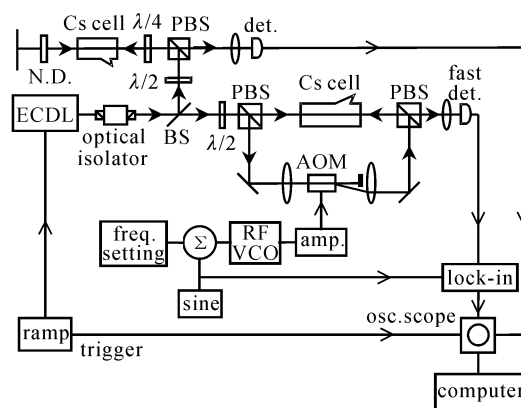 Cs cell
λ/4
PBS
det.
N.D.
λ/2
PBS
Cs cell
PBS
fast
det.
ECDL
optical
isolator
BS
λ/2
AOM
freq.
setting
Σ
RF
VCO
amp.
sine
lock-in
osc.scope
ramp
trigger
computer